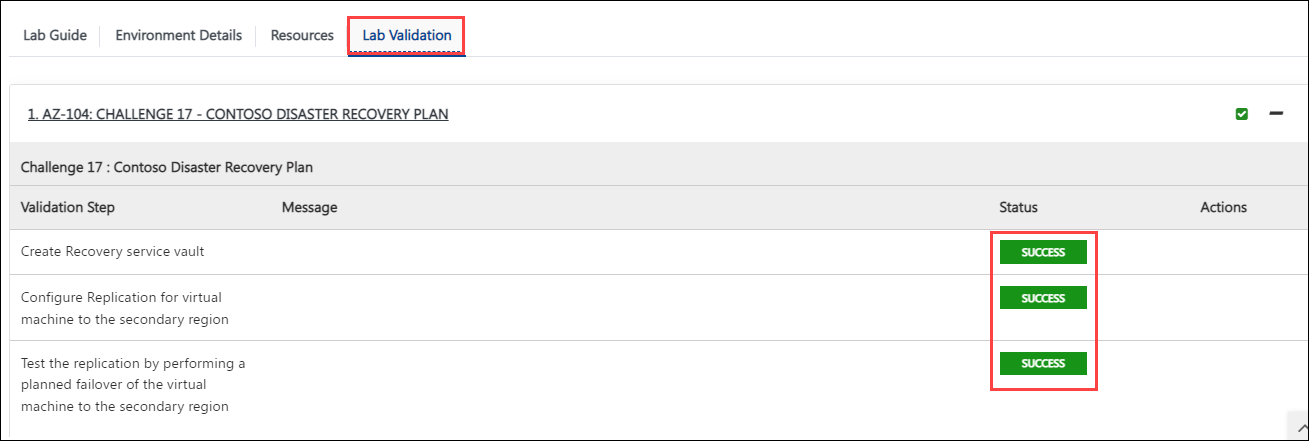 Lab Guide Environment Details Resources Lab Validation
1. AZ-104: CHALLENGE 17 - CONTOSO DISASTER RECOVERY PLAN
Challenge 17 : Contoso Disaster Recovery Plan
Validation Step Message Status Actions
Create Recovery service vault SUCCESS
Configure Replication for virtual SUCCESS
machine to the secondary region
Test the replication by performing a SUCCESS
planned failover of the virtual
machine to the secondary region